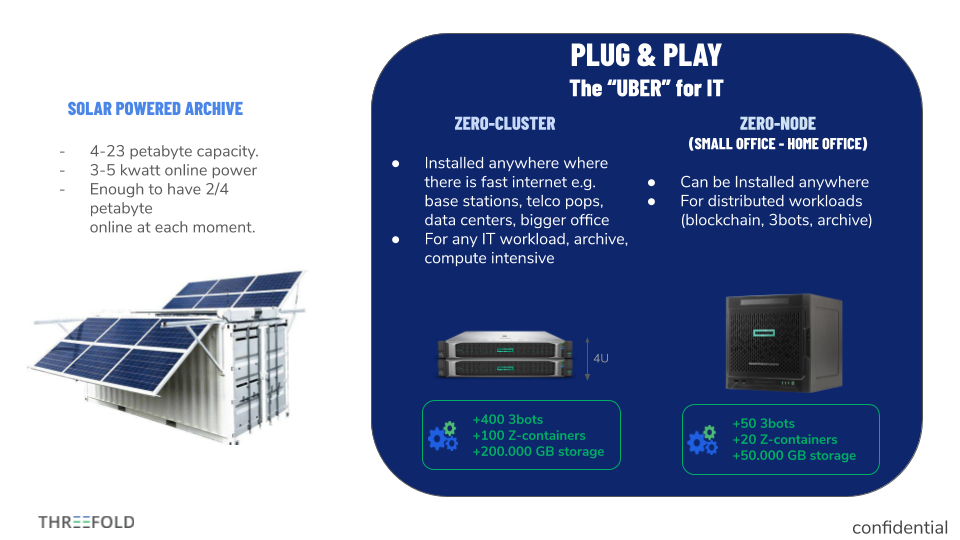 SOLAR POWERED ARCHIVE
- 4-23 petabyte capacity.
- 3-5 kwatt online power
- Enough to have 2/4
petabyte
online at each moment.
PLUG & PLAY
The “UBER” for IT
ZERO-CLUSTER
● Installed anywhere where
there is fast internet e.g.
base stations, telco pops,
data centers, bigger office
● For any IT workload, archive,
compute intensive
4U
+400 3bots
+100 Z-containers
+200.000 GB storage
ZERO-NODE
(SMALL OFFICE - HOME OFFICE)
● Can be Installed anywhere
● For distributed workloads
(blockchain, 3bots, archive)
+50 3bots
+20 Z-containers
+50.000 GB storage
THREEFOLD
confidential